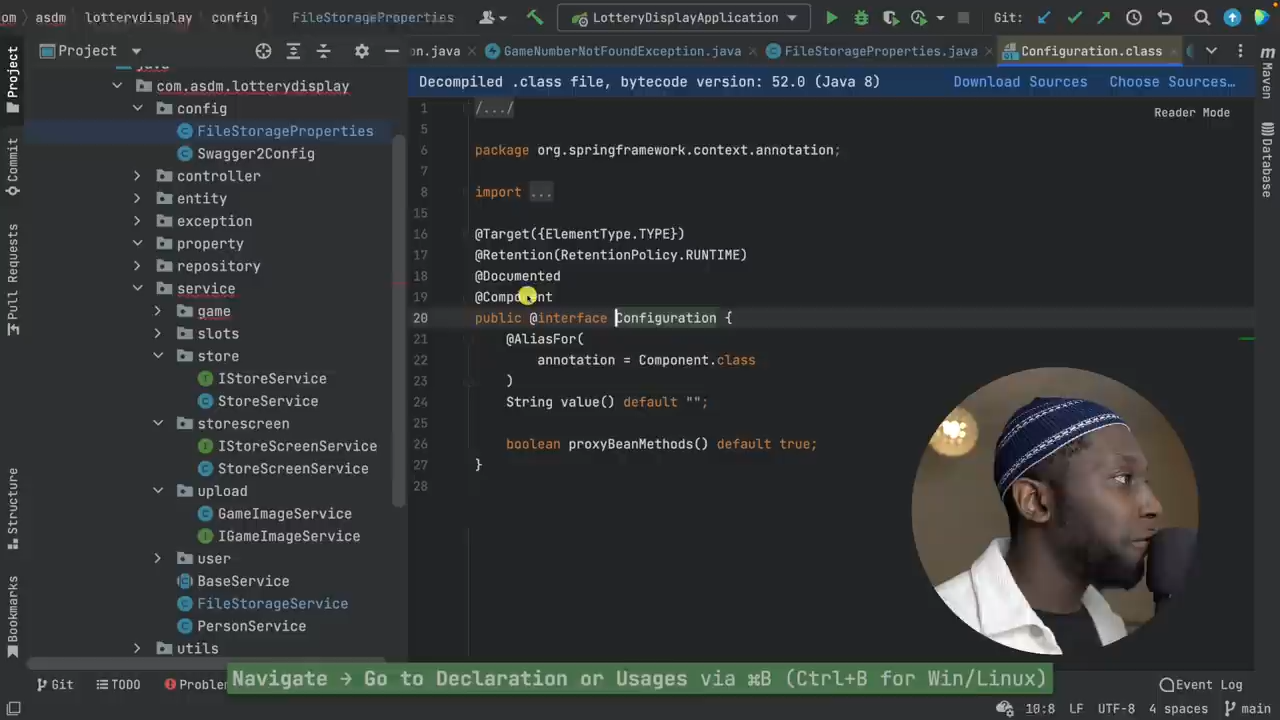 om asdm lotterydisplay config FileStorageProperties LotteryDisplayApplication Git:
Project
on.java GameNumberNotFoundException.java FileStorageProperties.java Configuration.class
Decompiled .class file, bytecode version: 52.0 (Java 8) Download Sources Choose Sources…
Reader Mode
Project
Commit
Pull Requests
Structure
Bookmarks
java
com.asdm.lotterydisplay
config
FileStorageProperties
Swagger2Config
controller
entity
exception
property
repository
service
game
slots
store
IStoreService
StoreService
storescreen
IStoreScreenService
StoreScreenService
upload
GameImageService
IGameImageService
user
BaseService
FileStorageService
PersonService
utils
1 /.../
5
6 package org.springframework.context.annotation;
7
8 import ...
15
16 @Target({ElementType.TYPE})
17 @Retention(RetentionPolicy.RUNTIME)
18 @Documented
19 @Component
20 public @interface Configuration {
21 @AliasFor(
22 annotation = Component.class
23 )
24 String value() default "";
25
26 boolean proxyBeanMethods() default true;
27 }
28
m Maven
Database
Navigate → Go to Declaration or Usages via ⌘B (Ctrl+B for Win/Linux)
Git TODO Problem Event Log
10:8 LF UTF-8 4 spaces main